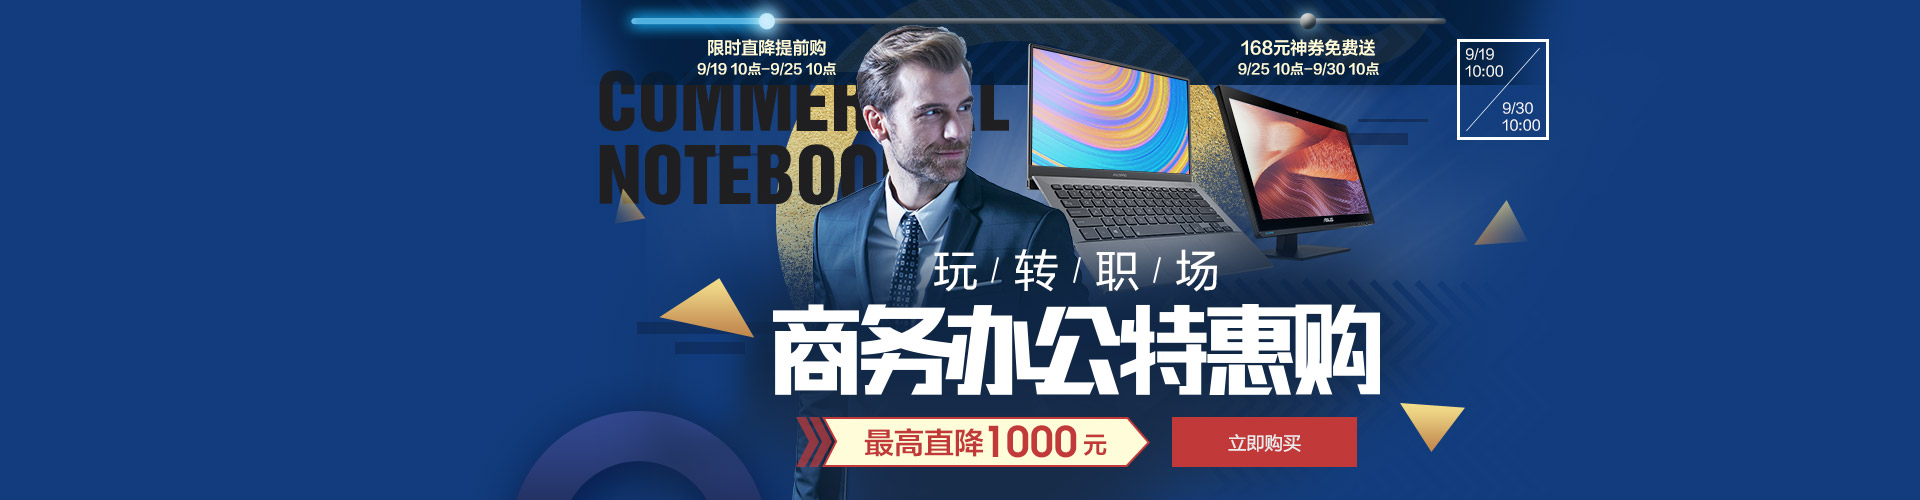 限时直降提前购
9/19 10点-9/25 10点
168元神券免费送
9/25 10点-9/30 10点
9/19
10:00
9/30
10:00
COMMER AL
NOTEBOO
ASUS
玩/转/职/场
商务办公特惠购
最高直降1000元
立即购买